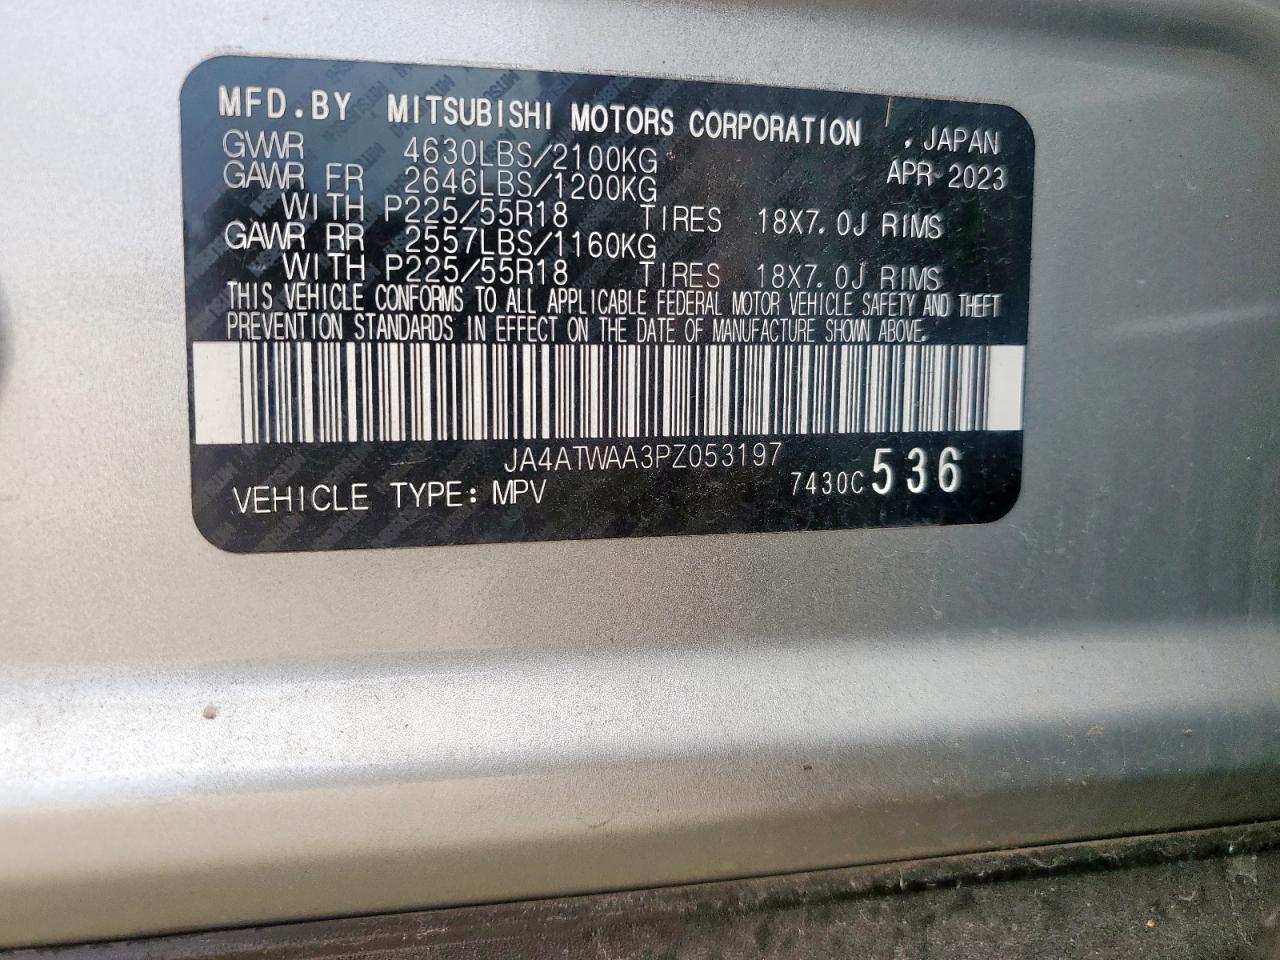 MFD.BY MITSUBISHI MOTORS CORPORATION , JAPAN
GWWR 4630LBS/2100KG APR 2023
GAWR FR 2646LBS/1200KG
WITH P225/55R18 TIRES 18X7.0J RIMS
GAWR RR 2557LBS/1160KG
WITH P225/55R18 TIRES 18X7.0J RIMS
THIS VEHICLE CONFORMS TO ALL APPLICABLE FEDERAL MOTOR VEHICLE SAFETY AND THEFT
PREVENTION STANDARDS IN EFFECT ON THE DATE OF MANUFACTURE SHOWN ABOVE.
JA4ATWAA3PZ053197
VEHICLE TYPE: MPV 7430C 536